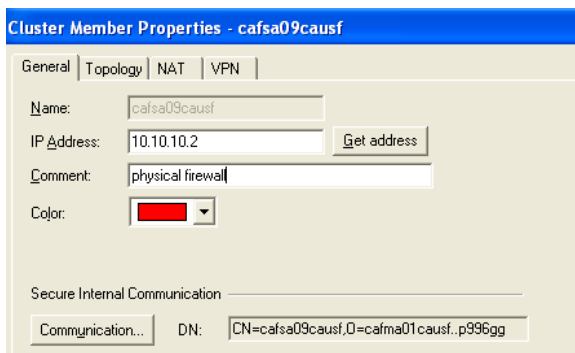 Cluster Member Properties - cafsa09causf
General Topology NAT VPN
Name: cafsa09causf
IP Address: 10.10.10.2 Get address
Comment: physical firewall
Color:
Secure Internal Communication
Communication... DN: CN=cafsa09causf,O=cafma01causf..p996gg